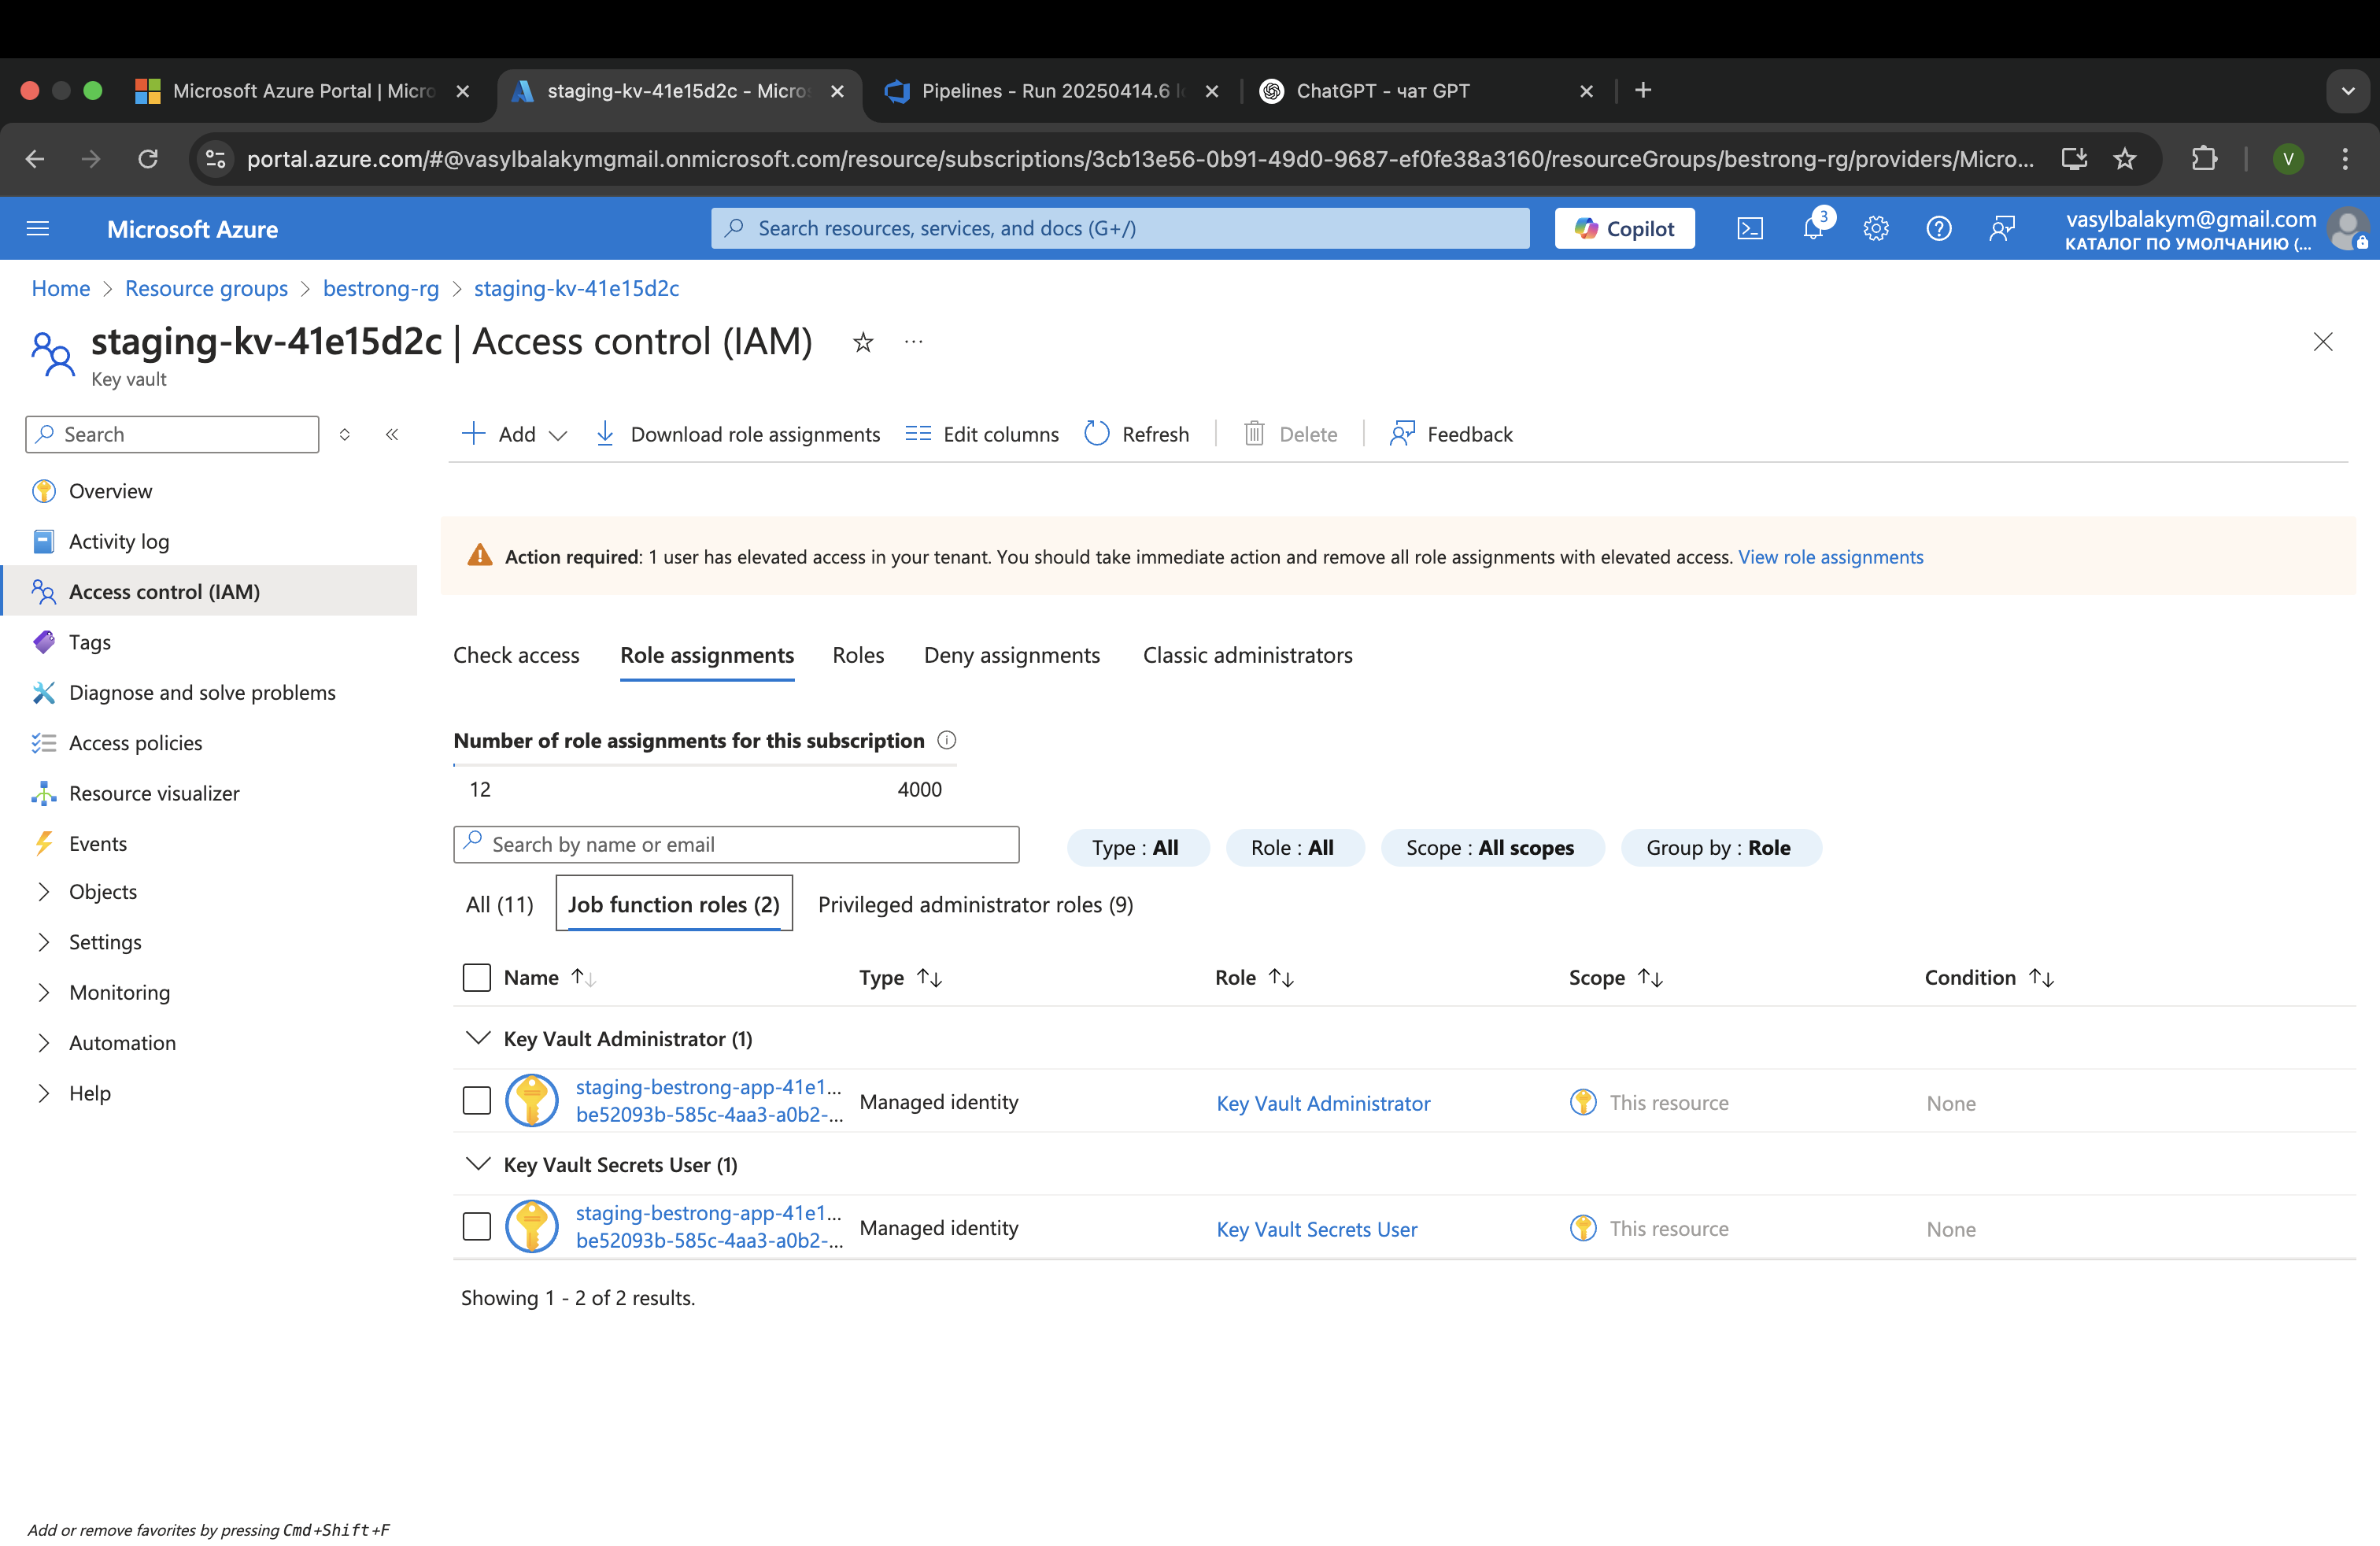 Microsoft Azure Portal | Micro
staging-kv-41e15d2c - Micro
Pipelines - Run 20250414.6
ChatGPT - чат GPT
portal.azure.com/#@vasylbalakymgmail.onmicrosoft.com/resource/subscriptions/3cb13e56-0b91-49d0-9687-ef0fe38a3160/resourceGroups/bestrong-rg/providers/Micro...
V
Microsoft Azure
Search resources, services, and docs (G+/)
Copilot
3
vasylbalakym@gmail.com
КАТАЛОГ ПО УМОЛЧАНИЮ (...
Home > Resource groups > bestrong-rg > staging-kv-41e15d2c
staging-kv-41e15d2c | Access control (IAM)
Key vault
Search
Add
Download role assignments
Edit columns
Refresh
Delete
Feedback
Overview
Activity log
Access control (IAM)
Tags
Diagnose and solve problems
Access policies
Resource visualizer
Events
Objects
Settings
Monitoring
Automation
Help
Action required: 1 user has elevated access in your tenant. You should take immediate action and remove all role assignments with elevated access. View role assignments
Check access
Role assignments
Roles
Deny assignments
Classic administrators
Number of role assignments for this subscription
12
4000
Search by name or email
Type : All
Role : All
Scope : All scopes
Group by : Role
All (11)
Job function roles (2)
Privileged administrator roles (9)
Name
Type
Role
Scope
Condition
Key Vault Administrator (1)
staging-bestrong-app-41e1...
be52093b-585c-4aa3-a0b2-...
Managed identity
Key Vault Administrator
This resource
None
Key Vault Secrets User (1)
staging-bestrong-app-41e1...
be52093b-585c-4aa3-a0b2-...
Managed identity
Key Vault Secrets User
This resource
None
Showing 1 - 2 of 2 results.
Add or remove favorites by pressing Cmd+Shift+F